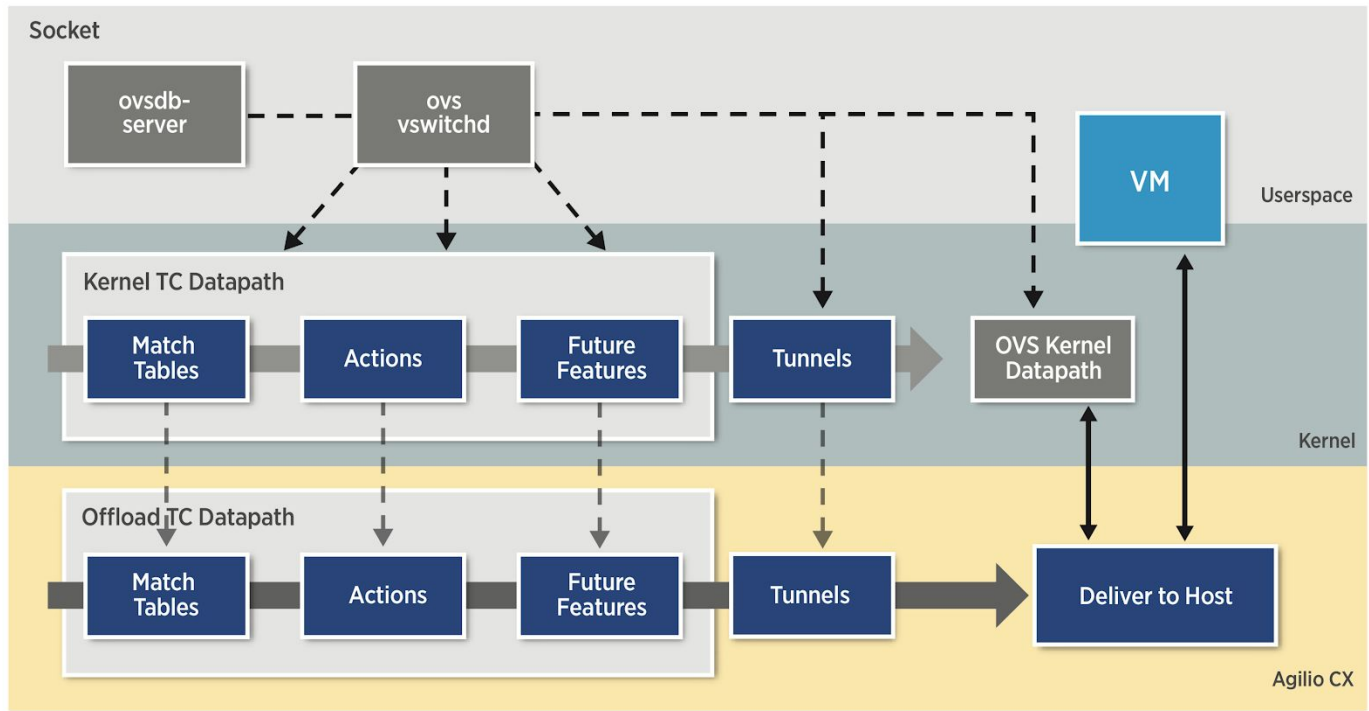 Socket
ovsdb-
server
ovs
vswitchd
VM
Userspace
Kernel TC Datapath
Match
Tables
Actions
Future
Features
Tunnels
OVS Kernel
Datapath
Kernel
Offload TC Datapath
Match
Tables
Actions
Future
Features
Tunnels
Deliver to Host
Agilio CX